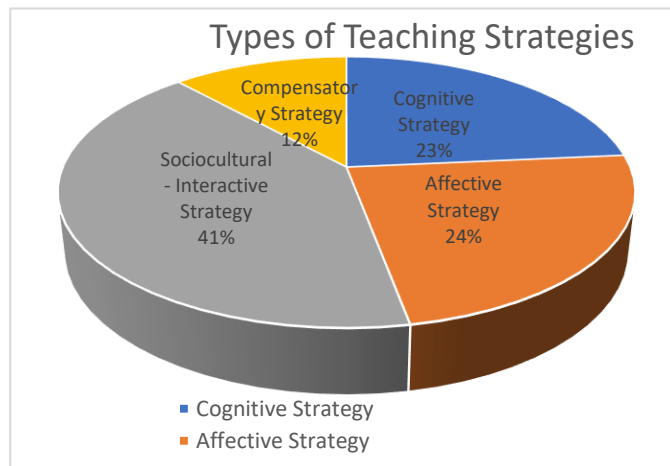 Types of Teaching Strategies
Compensator
y Strategy
12%
Cognitive
Strategy
23%
Sociocultural
- Interactive
Strategy
41%
Affective
Strategy
24%
Cognitive Strategy
Affective Strategy